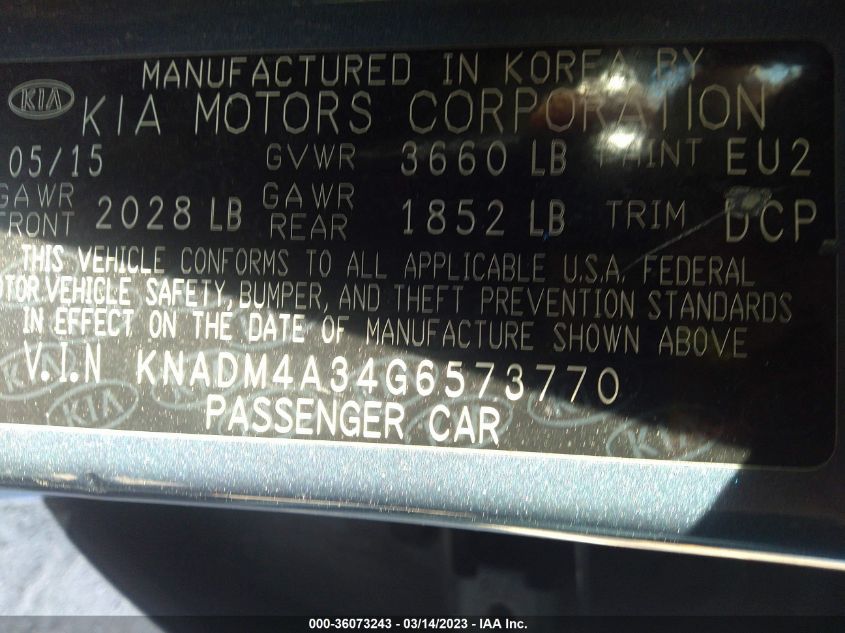 MANUFACTURED IN KOREA BY
KIA KIA MOTORS CORPORATION
05/15 GVWR 3660 LB PAINT EU2
GAWR FRONT 2028 LB GAWR REAR 1852 LB TRIM DCP
THIS VEHICLE CONFORMS TO ALL APPLICABLE U.S.A. FEDERAL
MOTOR VEHICLE SAFETY, BUMPER, AND THEFT PREVENTION STANDARDS
IN EFFECT ON THE DATE OF MANUFACTURE SHOWN ABOVE
V.I.N KNADM4A34G6573770
PASSENGER CAR
KIA
000-36073243 - 03/14/2023 - IAA Inc.